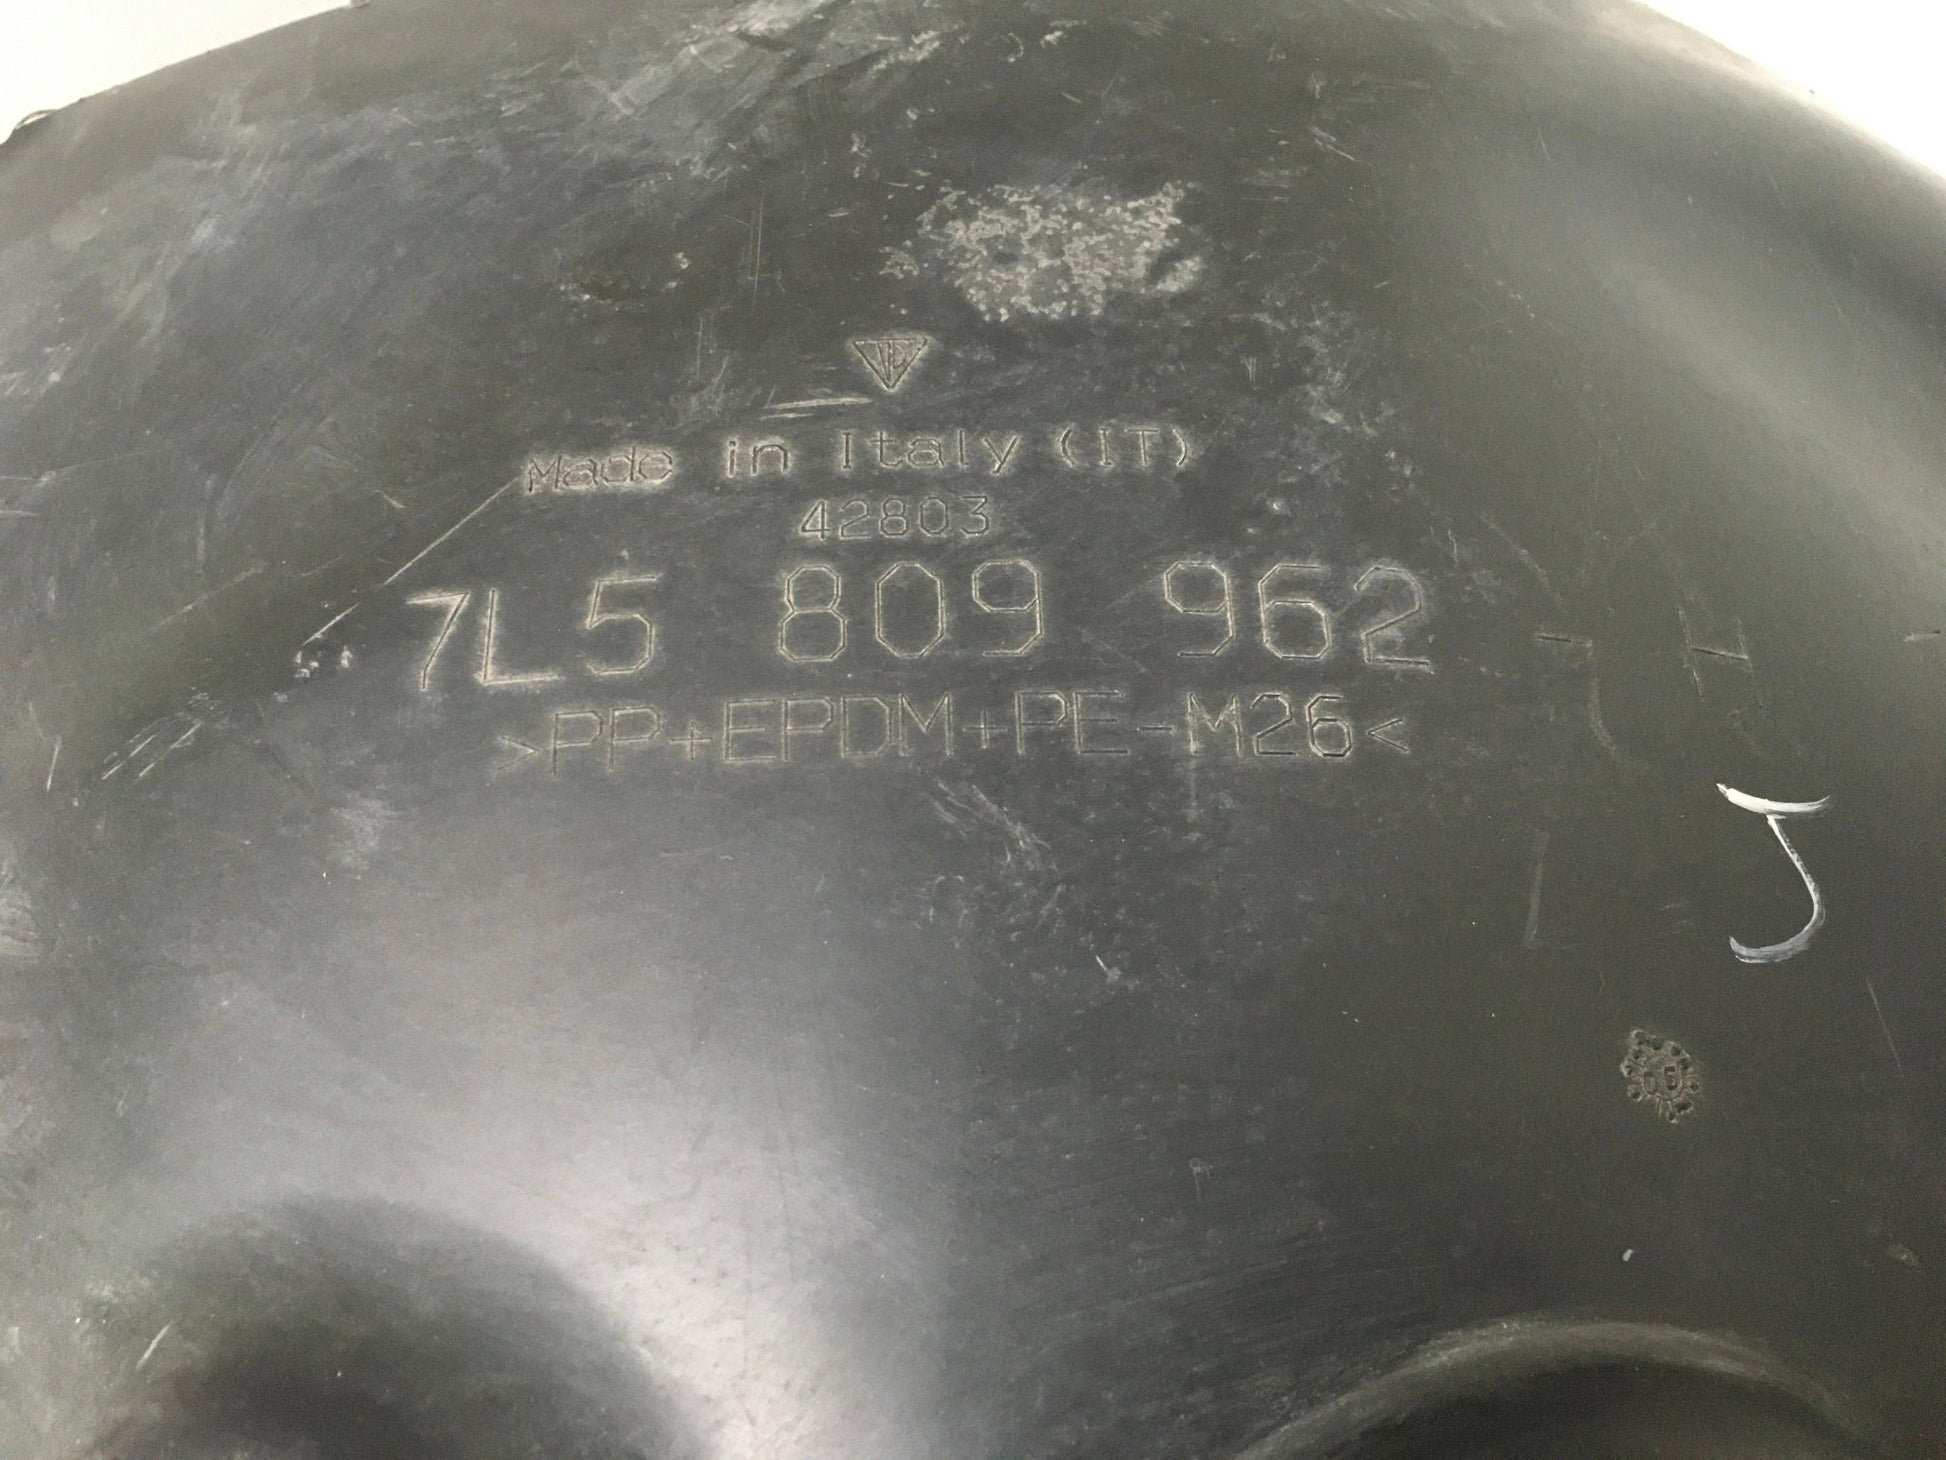 Made in Italy (IT)
42803
7L5 809 962
>PP+EPDM+PE-M26<
J